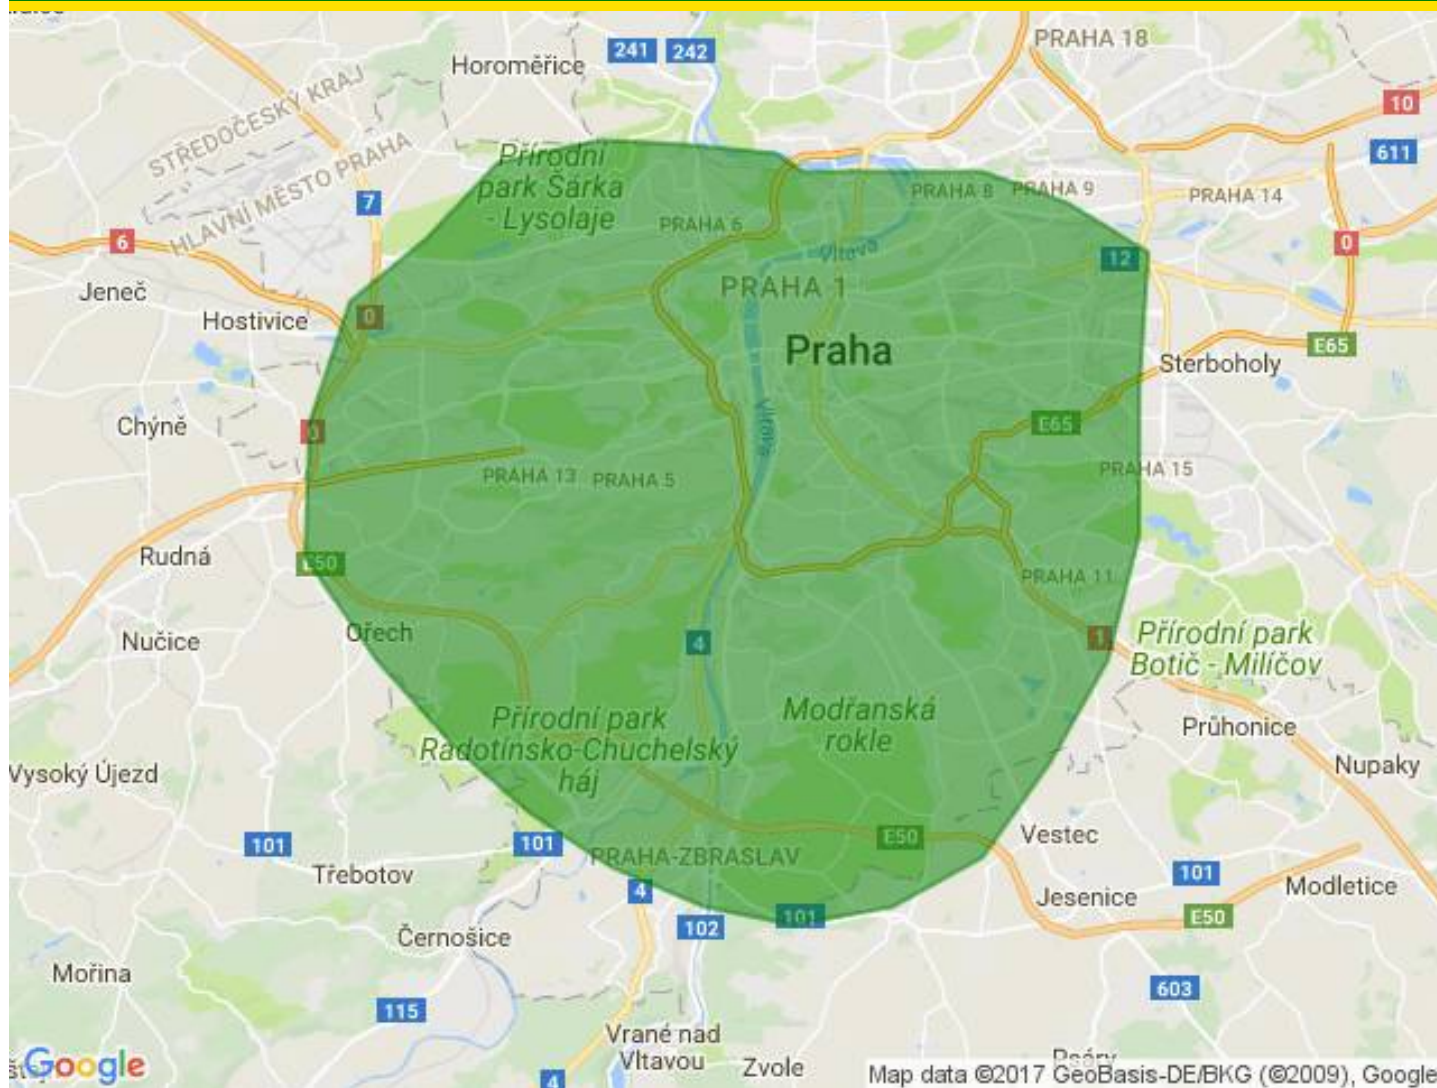 Horoměřice
241
242
PRAHA 18
10
611
STŘEDOČESKÝ KRAJ
HLAVNÍ MĚSTO PRAHA
Přírodní
park Šárka
- Lysolaje
7
PRAHA 8
PRAHA 9
PRAHA 14
PRAHA 6
6
0
Vltava
12
Jeneč
PRAHA 1
Hostivice
0
Praha
E65
Sterboholy
Chýně
0
Vltava
E65
PRAHA 13
PRAHA 5
PRAHA 15
Rudná
E50
PRAHA 11
Nučice
Ořech
4
1
Přírodní park
Botič - Milíčov
Přírodní park
Radotínsko-Chuchelský
háj
Modřanská
rokle
Průhonice
Vysoký Újezd
Nupaky
101
101
E50
Vestec
PRAHA-ZBRASLAV
Třebotov
4
101
Modletice
Jesenice
102
101
E50
Černošice
Mořina
603
115
Vrané nad
Vltavou
Zvole
4
Google
Map data ©2017 GeoBasis-DE/BKG (©2009), Google